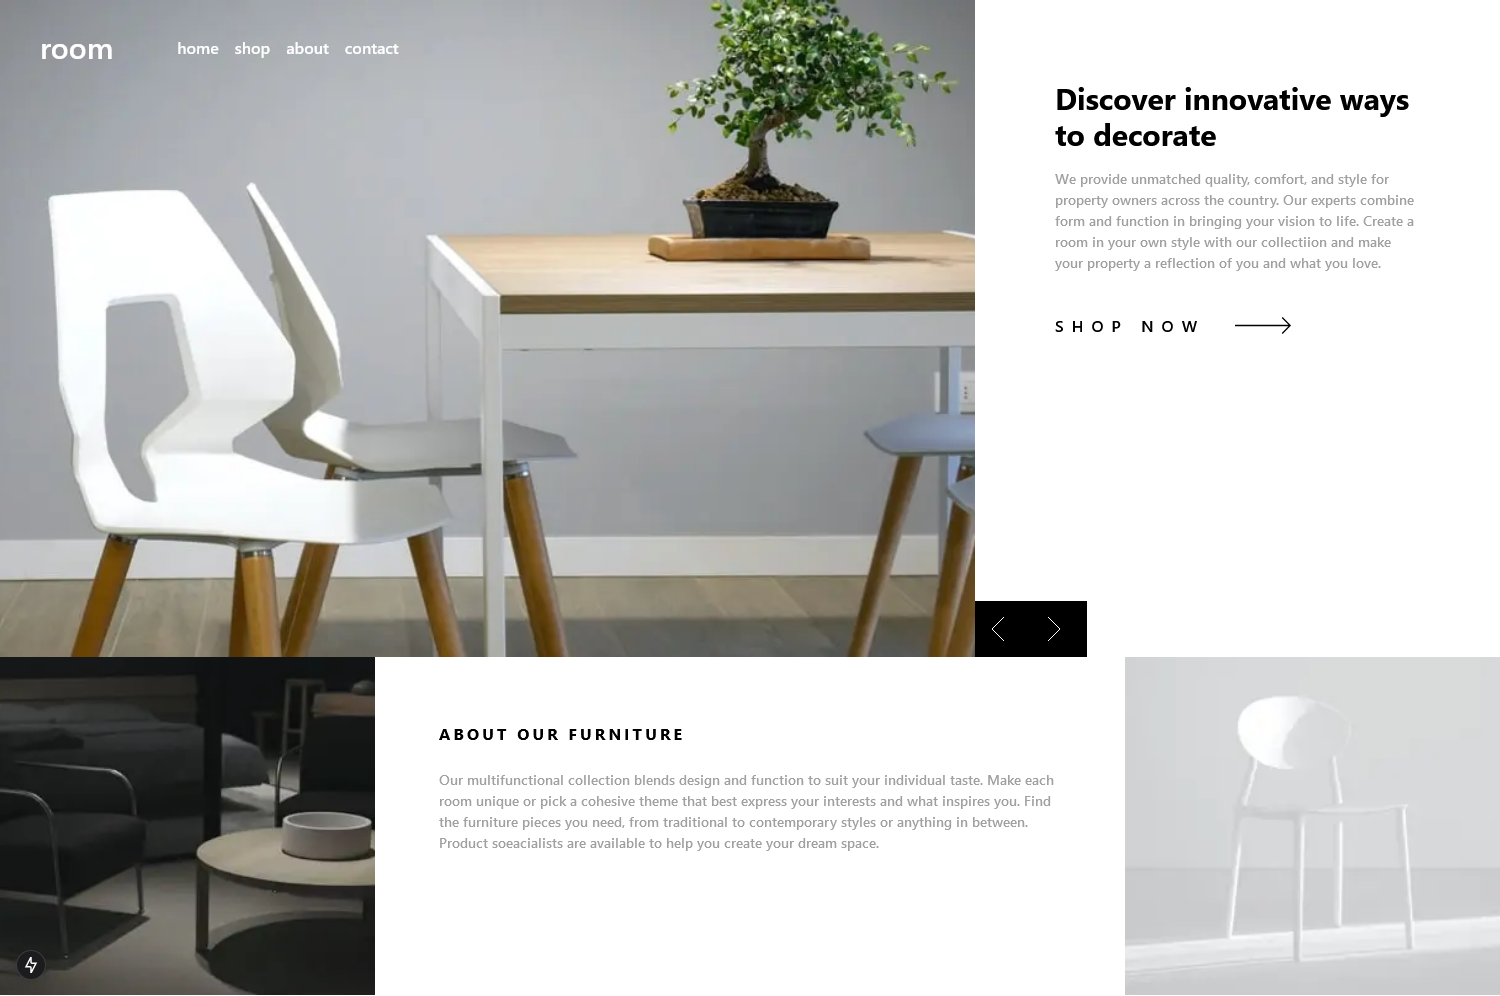 room
home shop about contact
Discover innovative ways
to decorate
We provide unmatched quality, comfort, and style for
property owners across the country. Our experts combine
form and function in bringing your vision to life. Create a
room in your own style with our collectiion and make
your property a reflection of you and what you love.
SHOP NOW
ABOUT OUR FURNITURE
Our multifunctional collection blends design and function to suit your individual taste. Make each
room unique or pick a cohesive theme that best express your interests and what inspires you. Find
the furniture pieces you need, from traditional to contemporary styles or anything in between.
Product soeacialists are available to help you create your dream space.